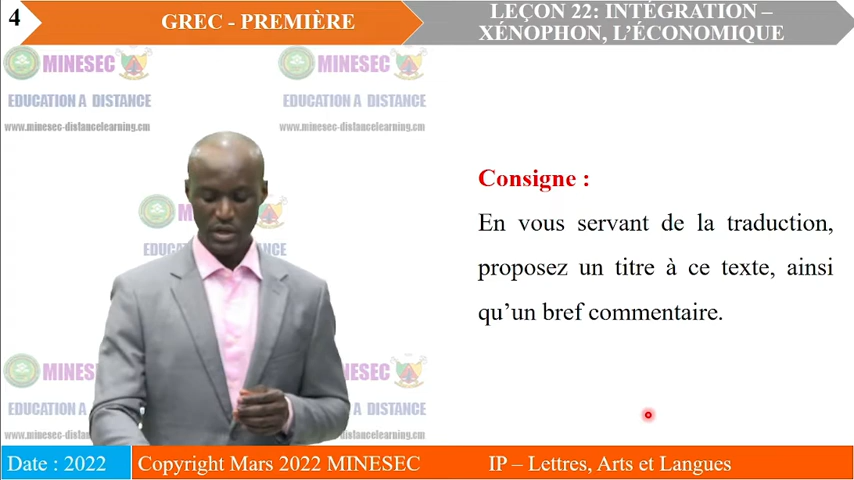 4
GREC - PREMIÈRE
LEÇON 22: INTÉGRATION –
XÉNOPHON, L'ÉCONOMIQUE
MINESEC
EDUCATION A DISTANCE
www.minesec-distancelearning.cm
MINESEC
EDUCATION A DISTANCE
www.minesec-distancelearning.cm
Consigne :
En vous servant de la traduction,
proposez un titre à ce texte, ainsi
qu'un bref commentaire.
MINESEC
A DISTANCE
Date : 2022
Copyright Mars 2022 MINESEC
IP – Lettres, Arts et Langues